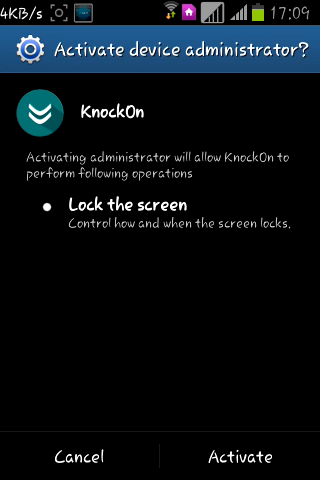 4KB/s 17:09
Activate device administrator?
KnockOn
Activating administrator will allow KnockOn to
perform following operations
Lock the screen
Control how and when the screen locks.
Cancel Activate